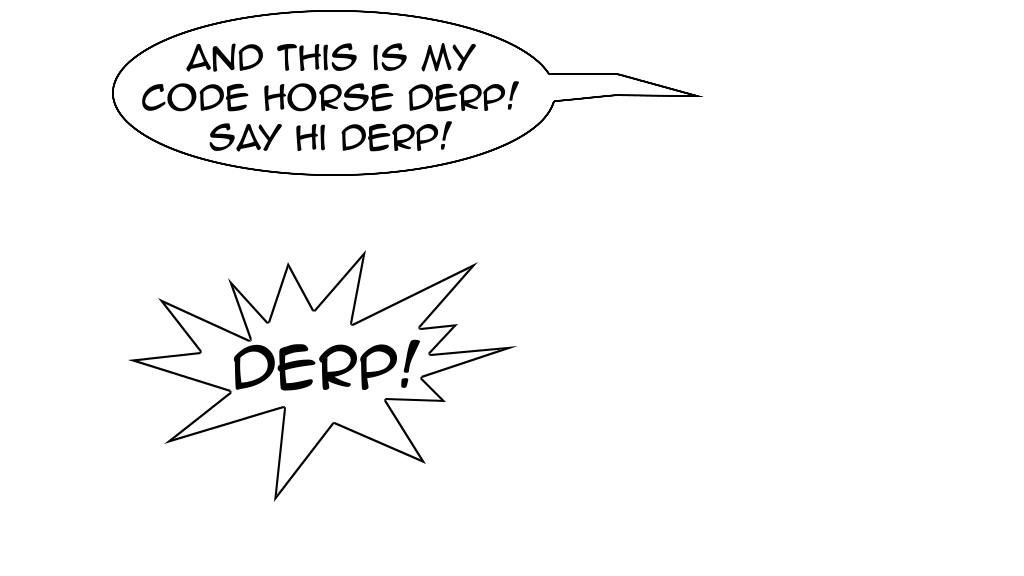 AND THIS IS MY
CODE HORSE DERP!
SAY HI DERP!
DERP!